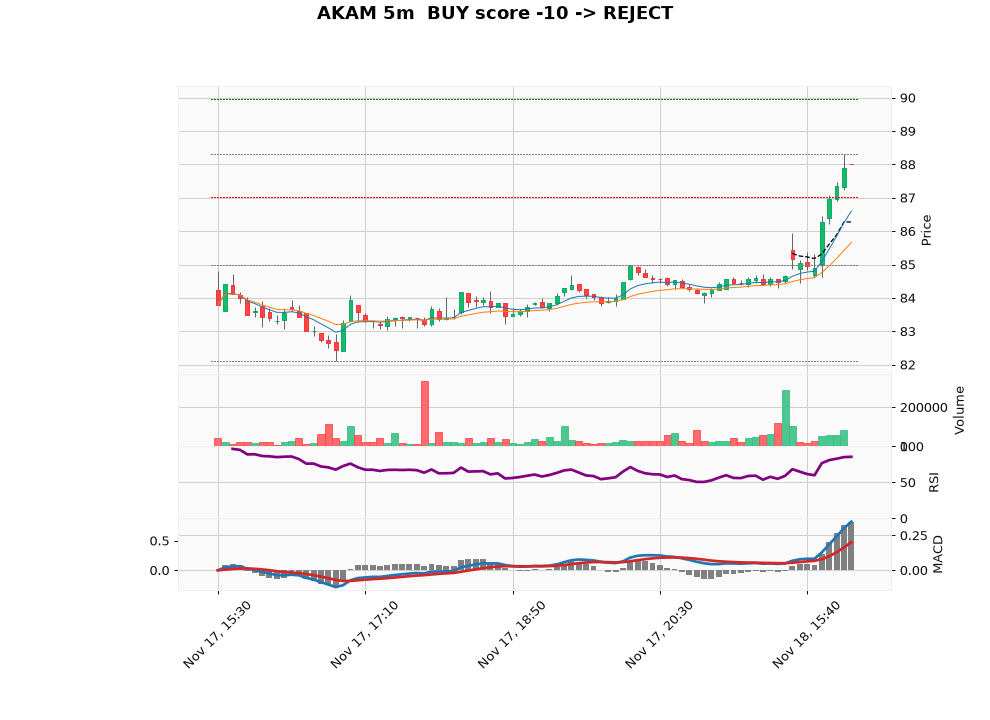 AKAM 5m  BUY score -10 -> REJECT
90
89
88
87
86
85
84
83
82
Price
200000
0
Volume
100
50
0
RSI
0.5
0.0
0.25
0.00
MACD
Nov 17, 15:30
Nov 17, 17:10
Nov 17, 18:50
Nov 17, 20:30
Nov 18, 15:40